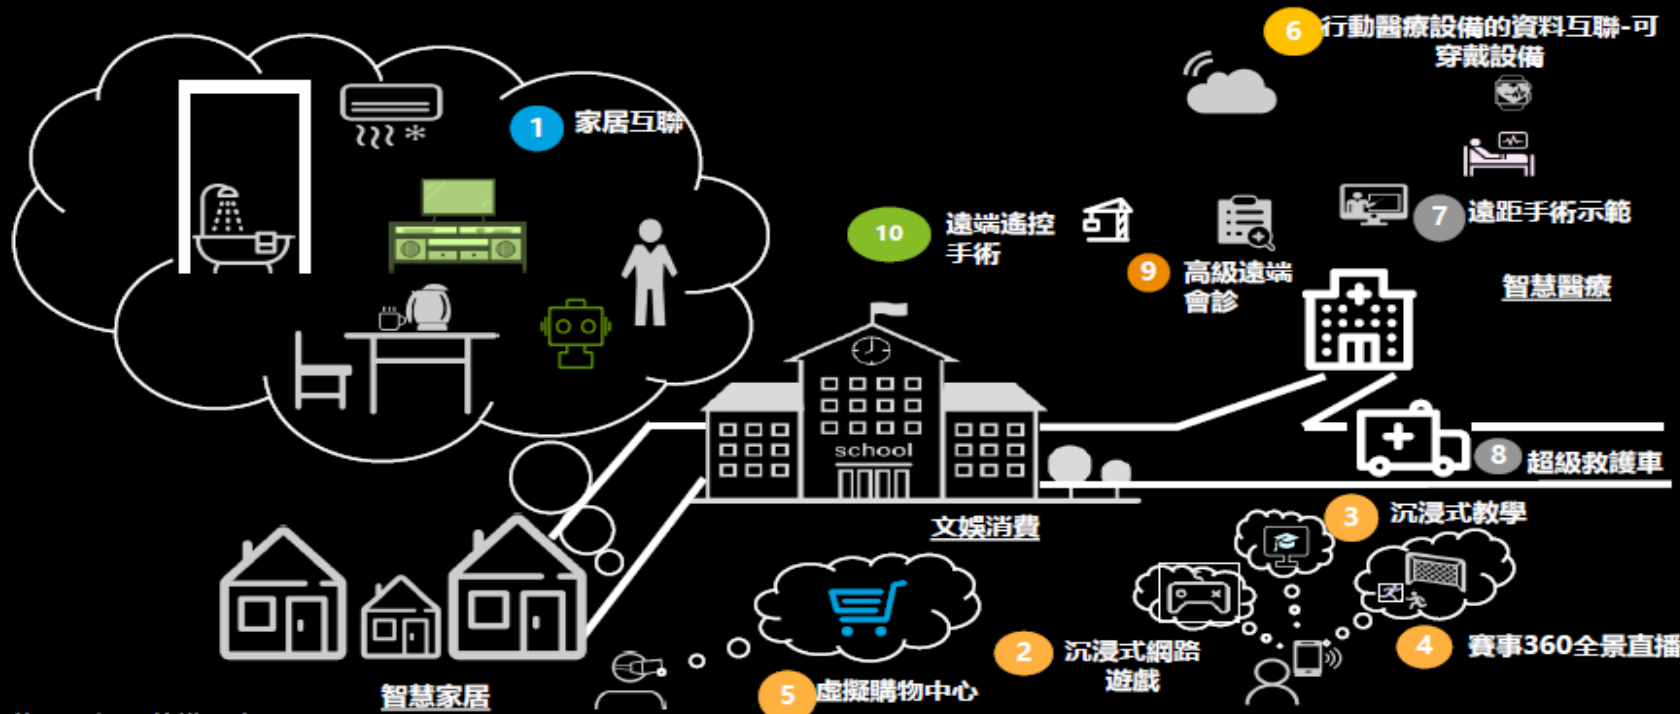 6 行動醫療設備的資料互聯-可
穿戴設備
1 家居互聯
7 遠距手術示範
10 遠端遙控
手術
9 高級遠端
會診
智慧醫療
school
8 超級救護車
文娛消費
3 沉浸式教學
2 沉浸式網路
遊戲
4 賽事360全景直播
5 虛擬購物中心
智慧家居